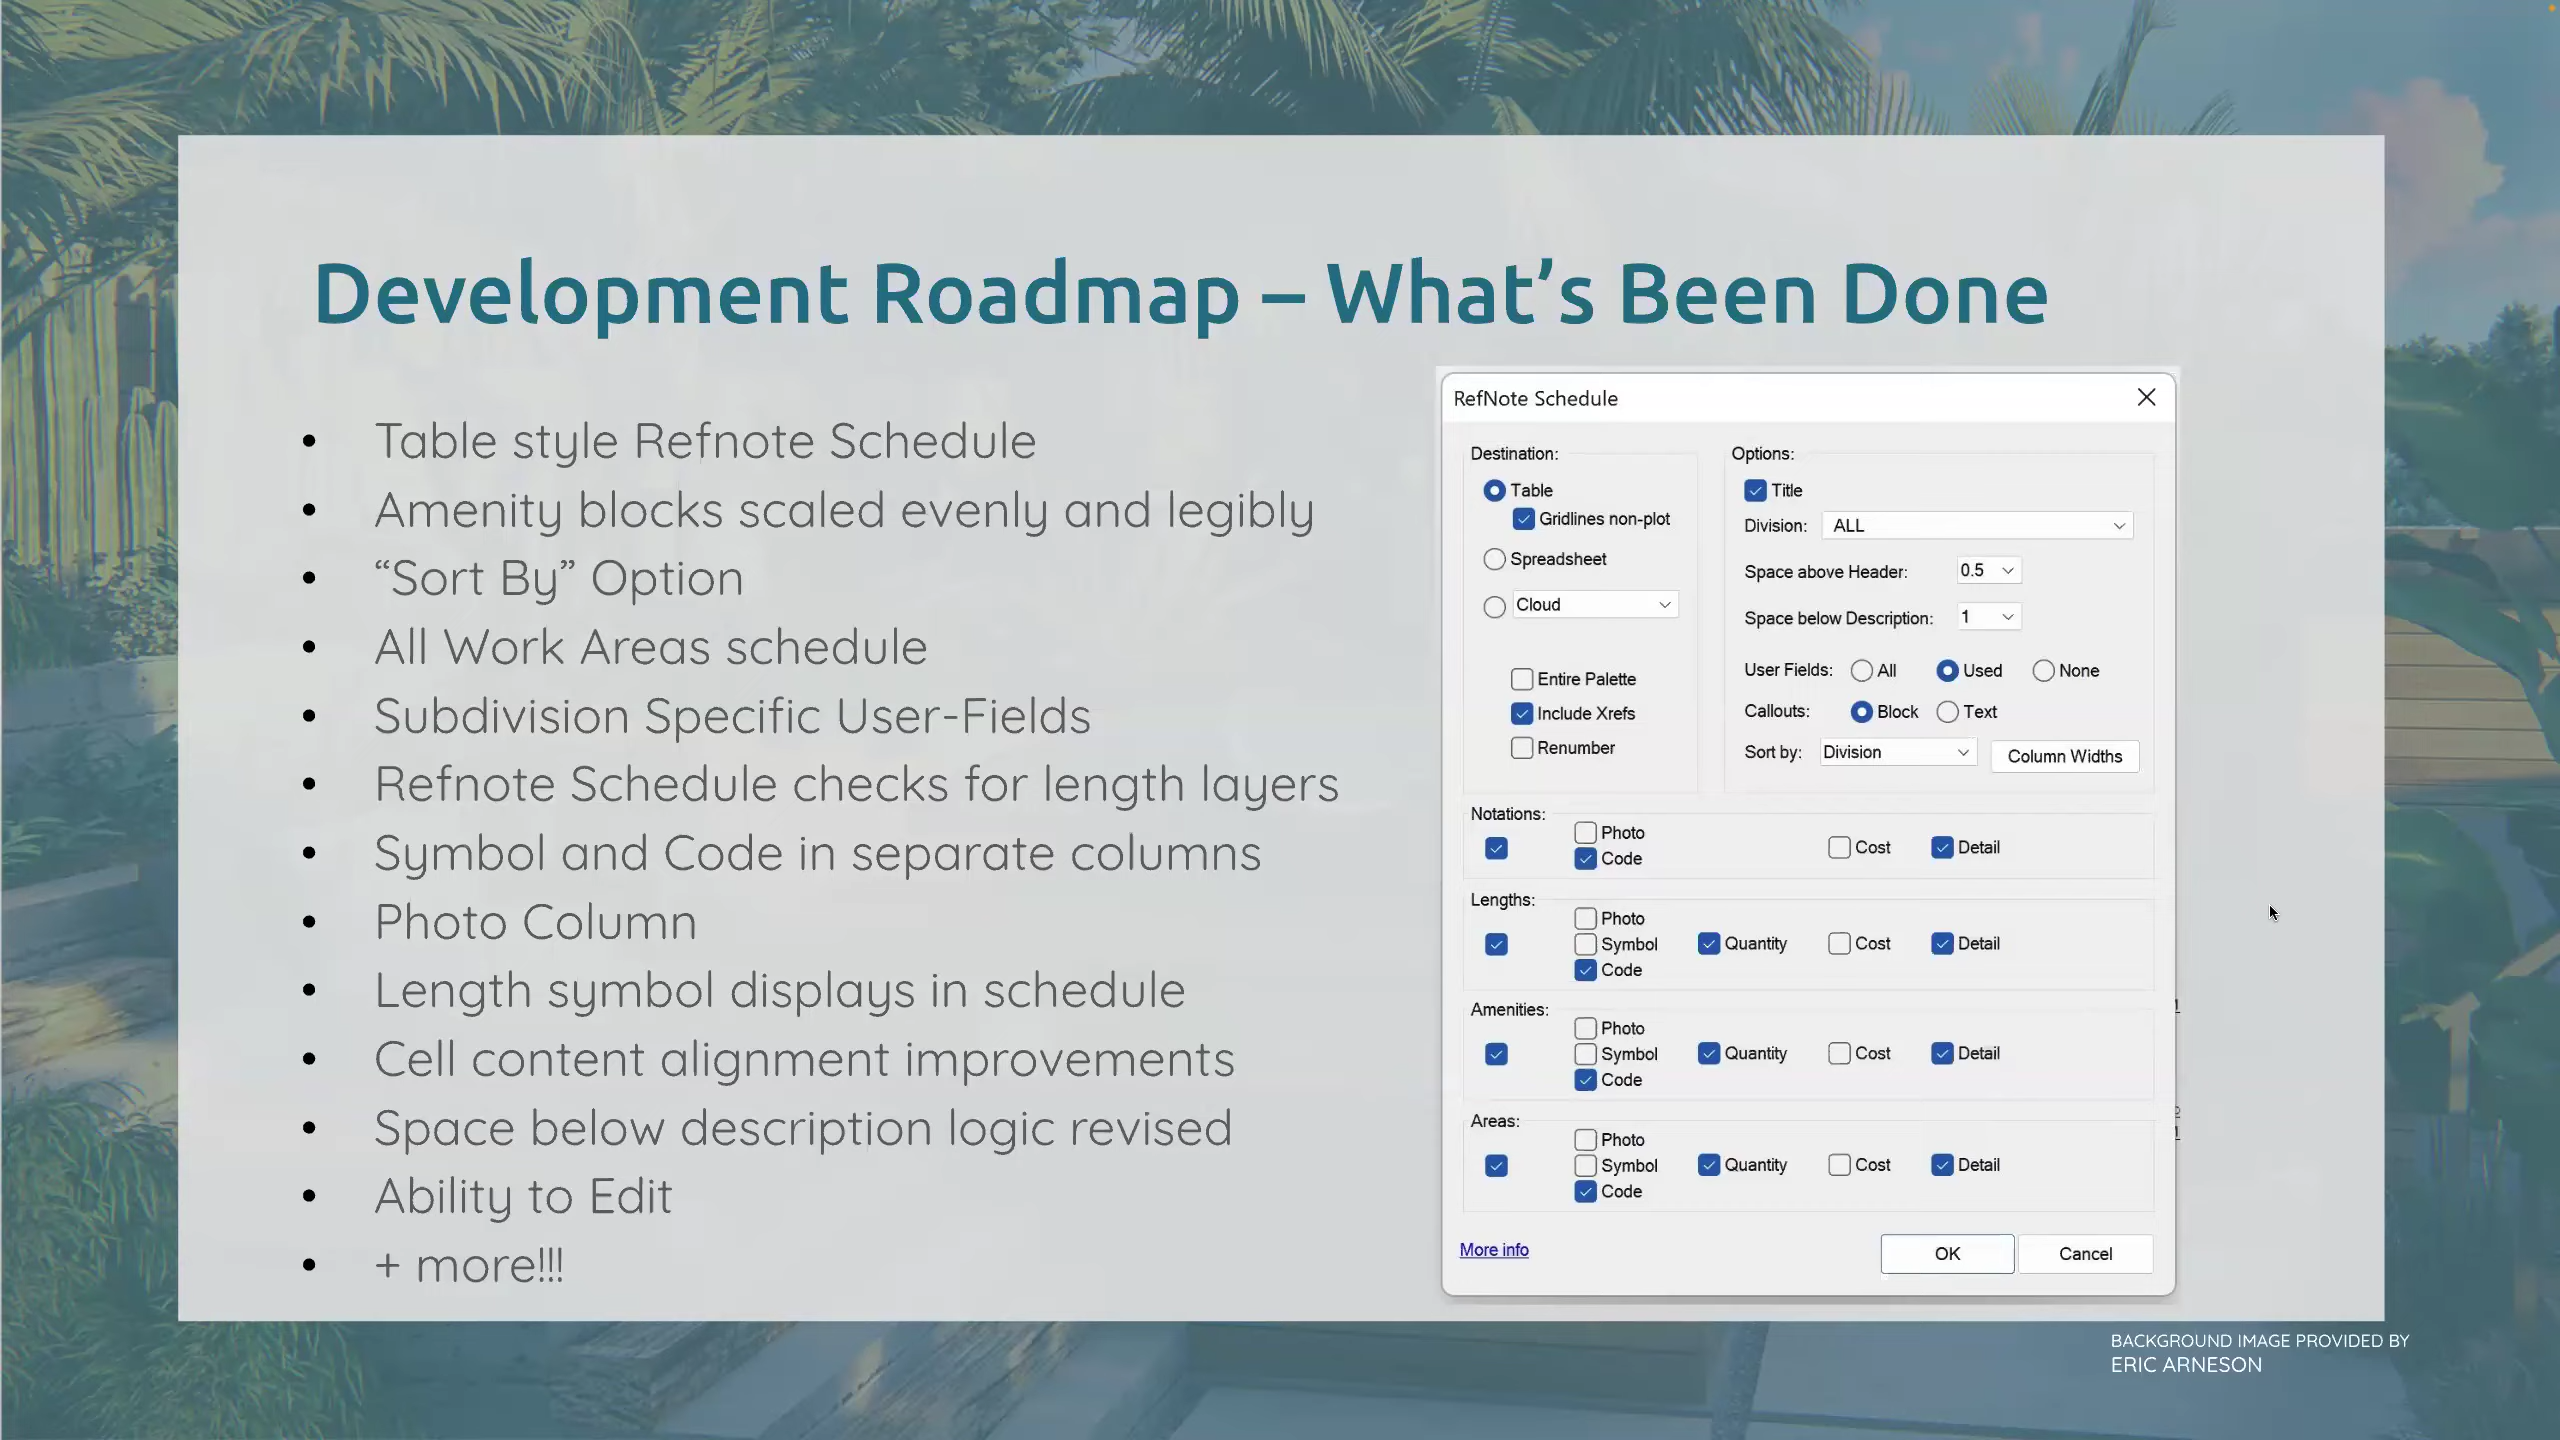 Development Roadmap – What’s Been Done
• Table style Refnote Schedule
• Amenity blocks scaled evenly and legibly
• “Sort By” Option
• All Work Areas schedule
• Subdivision Specific User-Fields
• Refnote Schedule checks for length layers
• Symbol and Code in separate columns
• Photo Column
• Length symbol displays in schedule
• Cell content alignment improvements
• Space below description logic revised
• Ability to Edit
• + more!!!
RefNote Schedule
Destination:
Table
Gridlines non-plot
Spreadsheet
Cloud
Entire Palette
Include Xrefs
Renumber
Options:
Title
Division: ALL
Space above Header: 0.5
Space below Description: 1
User Fields: All Used None
Callouts: Block Text
Sort by: Division Column Widths
Notations:
Photo
Code Cost Detail
Lengths:
Photo
Symbol Quantity Cost Detail
Code
Amenities:
Photo
Symbol Quantity Cost Detail
Code
Areas:
Photo
Symbol Quantity Cost Detail
Code
More info OK Cancel
BACKGROUND IMAGE PROVIDED BY
ERIC ARNESON